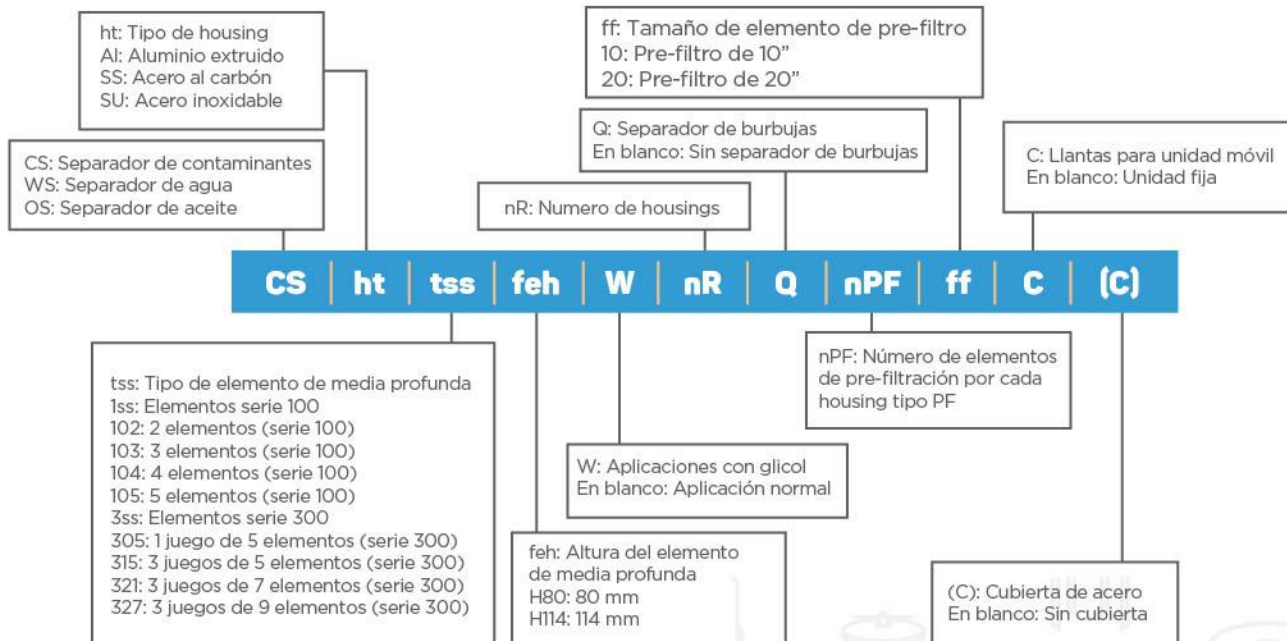 ht: Tipo de housing
AI: Aluminio extruido
SS: Acero al carbón
SU: Acero inoxidable
ff: Tamaño de elemento de pre-filtro
10: Pre-filtro de 10”
20: Pre-filtro de 20”
CS: Separador de contaminantes
WS: Separador de agua
OS: Separador de aceite
nR: Numero de housings
Q: Separador de burbujas
En blanco: Sin separador de burbujas
C: Llantas para unidad móvil
En blanco: Unidad fija
CS | ht | tss | feh | W | nR | Q | nPF | ff | C | (C)
tss: Tipo de elemento de media profunda
1ss: Elementos serie 100
102: 2 elementos (serie 100)
103: 3 elementos (serie 100)
104: 4 elementos (serie 100)
105: 5 elementos (serie 100)
3ss: Elementos serie 300
305: 1 juego de 5 elementos (serie 300)
315: 3 juegos de 5 elementos (serie 300)
321: 3 juegos de 7 elementos (serie 300)
327: 3 juegos de 9 elementos (serie 300)
feh: Altura del elemento
de media profunda
H80: 80 mm
H114: 114 mm
W: Aplicaciones con glicol
En blanco: Aplicación normal
nPF: Número de elementos
de pre-filtración por cada
housing tipo PF
(C): Cubierta de acero
En blanco: Sin cubierta